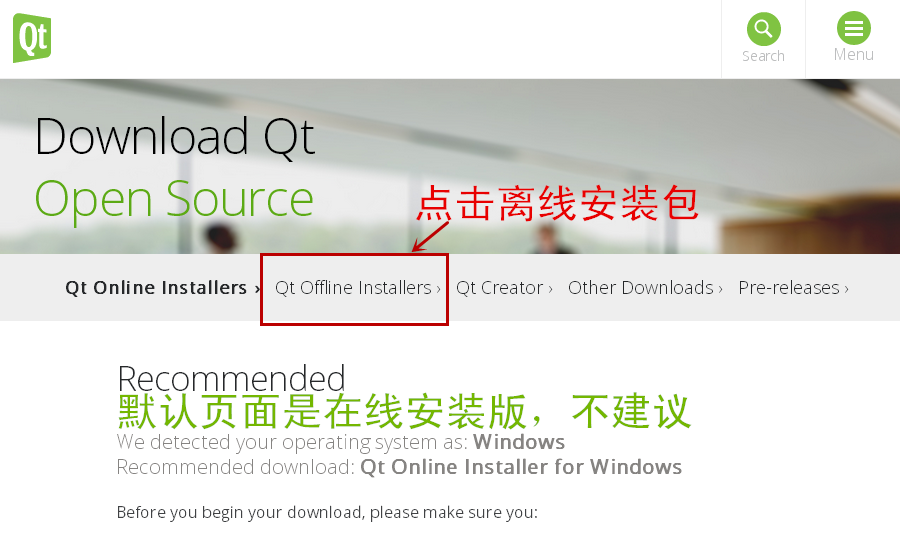 Qt
Search
Menu
Download Qt
Open Source
点击离线安装包
Qt Online Installers ›
Qt Offline Installers ›
Qt Creator ›
Other Downloads ›
Pre-releases ›
Recommended
默认页面是在线安装版，不建议
We detected your operating system as: Windows
Recommended download: Qt Online Installer for Windows
Before you begin your download, please make sure you: